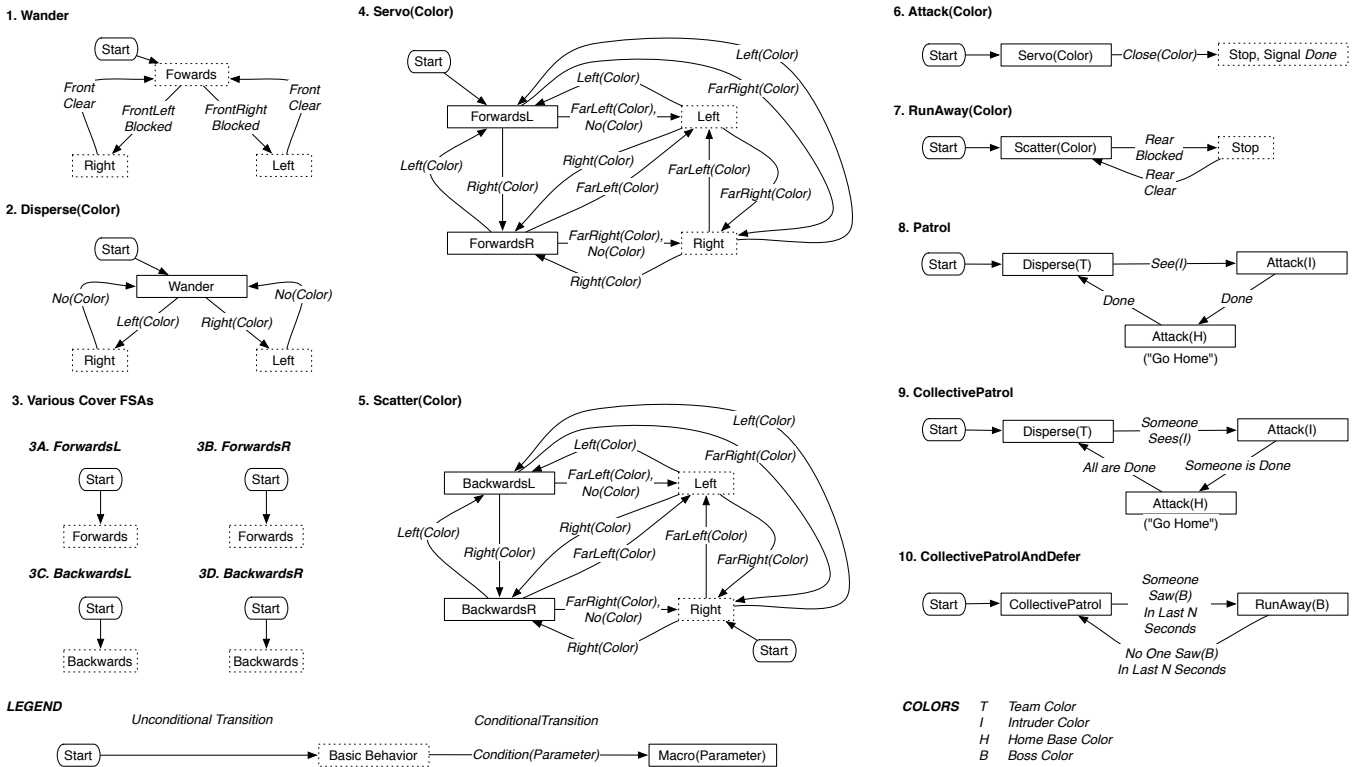 1. Wander
Start
Fowards
Front
Clear
FrontLeft
Blocked
FrontRight
Blocked
Front
Clear
Right
Left
2. Disperse(Color)
Start
Wander
No(Color)
No(Color)
Left(Color)
Right(Color)
Right
Left
3. Various Cover FSAs
3A. ForwardsL
Start
Forwards
3B. ForwardsR
Start
Forwards
3C. BackwardsL
Start
Backwards
3D. BackwardsR
Start
Backwards
4. Servo(Color)
Start
Left(Color)
Left(Color)
FarRight(Color)
ForwardsL
FarLeft(Color),
No(Color)
Left
Left(Color)
Right(Color)
Right(Color)
FarLeft(Color)
FarLeft(Color)
FarRight(Color)
ForwardsR
FarRight(Color),
No(Color)
Right
Right(Color)
5. Scatter(Color)
Left(Color)
Left(Color)
FarRight(Color)
BackwardsL
FarLeft(Color),
No(Color)
Left
Left(Color)
Right(Color)
Right(Color)
FarLeft(Color)
FarLeft(Color)
FarRight(Color)
BackwardsR
FarRight(Color),
No(Color)
Right
Right(Color)
Start
6. Attack(Color)
Start
Servo(Color)
Close(Color)
Stop, Signal Done
7. RunAway(Color)
Start
Scatter(Color)
Rear
Blocked
Stop
Rear
Clear
8. Patrol
Start
Disperse(T)
See(I)
Attack(I)
Done
Done
Attack(H)
("Go Home")
9. CollectivePatrol
Start
Disperse(T)
Someone
Sees(I)
Attack(I)
All are Done
Someone is Done
Attack(H)
("Go Home")
10. CollectivePatrolAndDefer
Start
CollectivePatrol
Someone
Saw(B)
In Last N
Seconds
RunAway(B)
No One Saw(B)
In Last N Seconds
LEGEND
Unconditional Transition
ConditionalTransition
Start
Basic Behavior
Condition(Parameter)
Macro(Parameter)
COLORS
T Team Color
I Intruder Color
H Home Base Color
B Boss Color